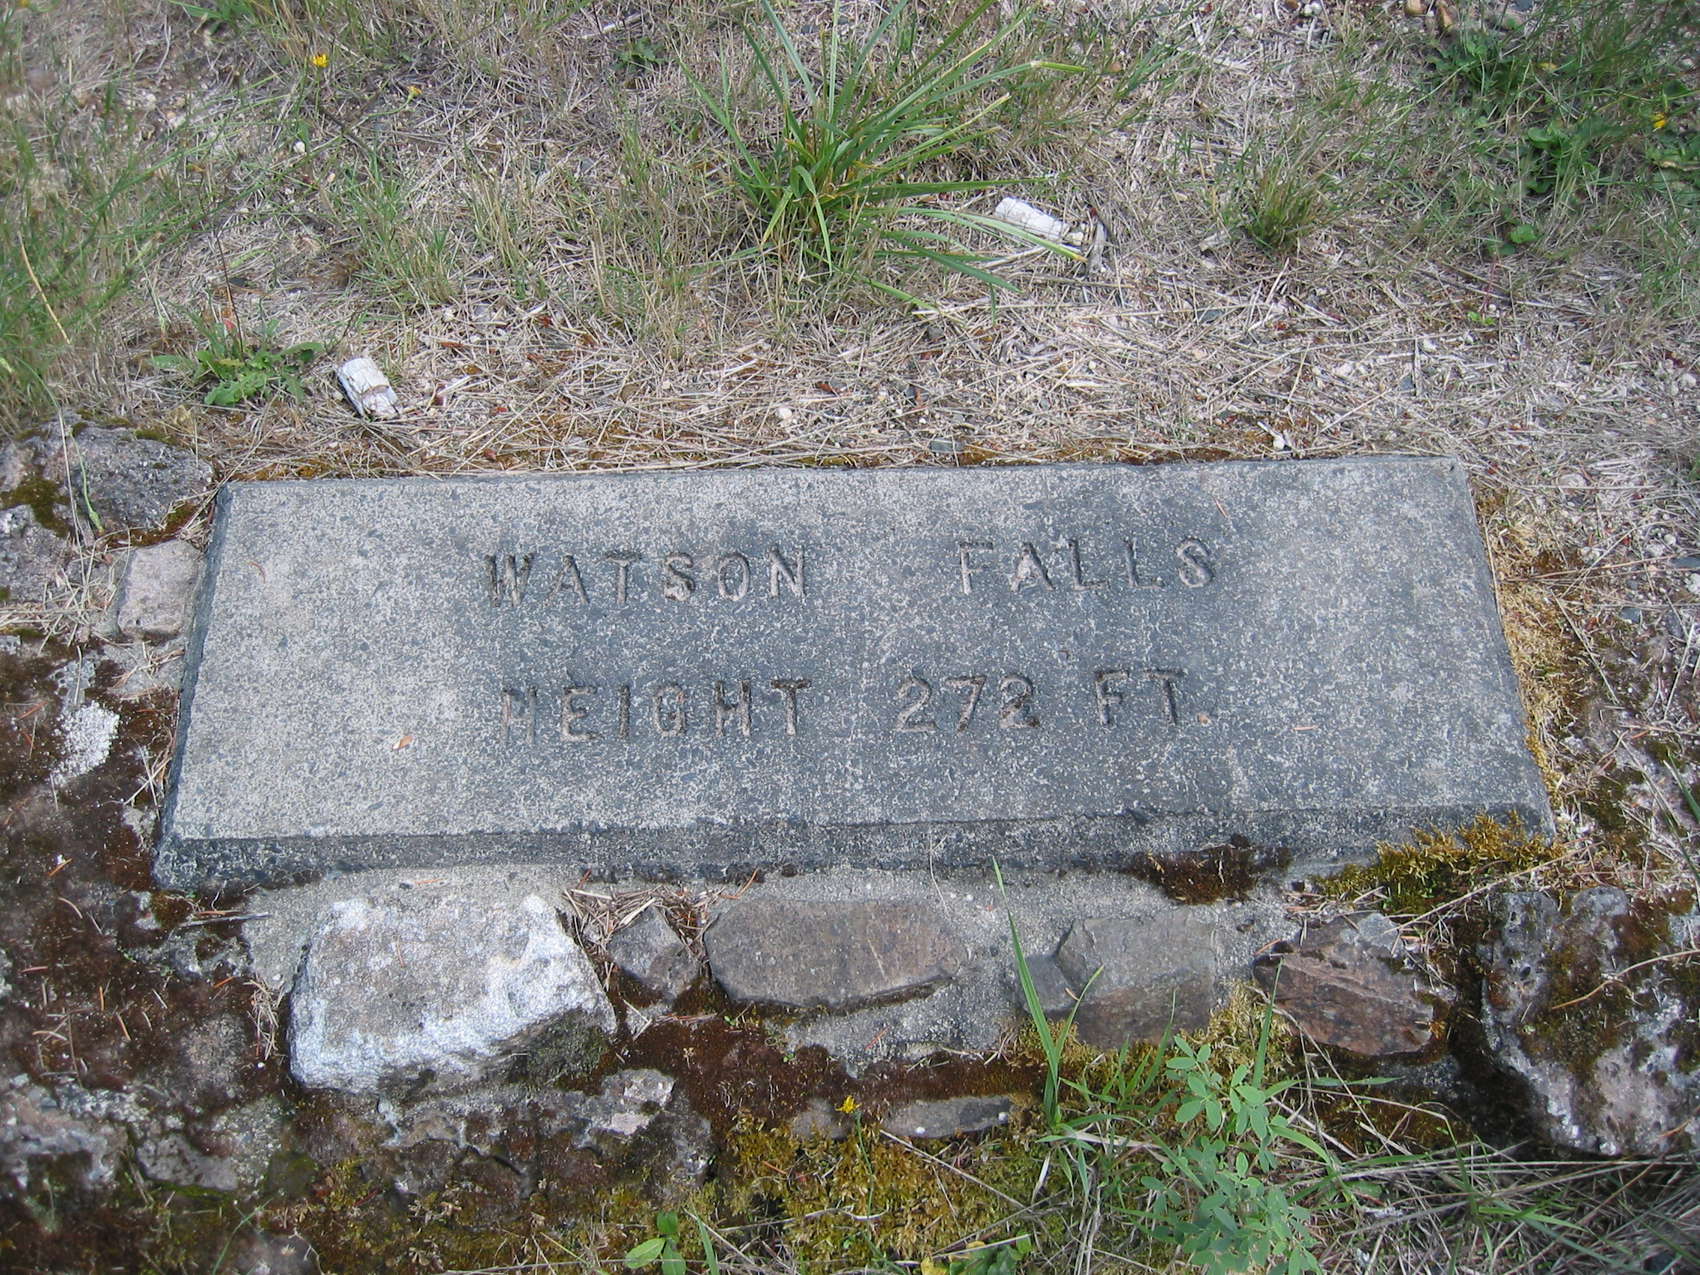 WATSON FALLS
HEIGHT 272 FT.